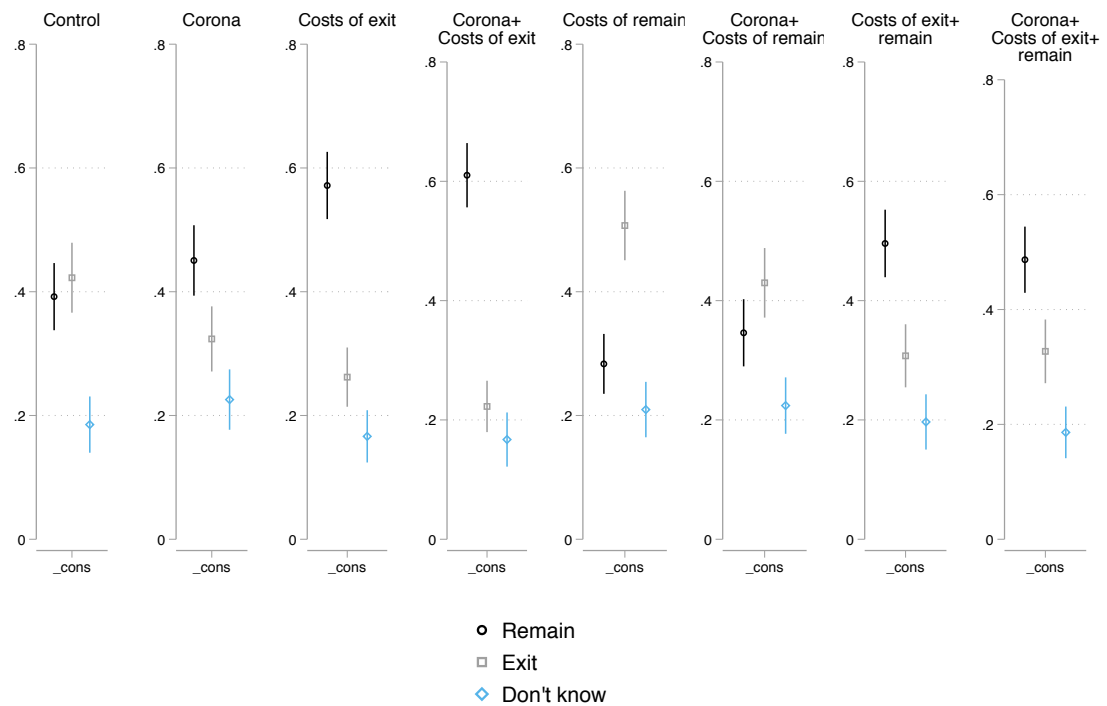 Control
Corona
Costs of exit
Corona+
Costs of exit
Costs of remain
Corona+
Costs of remain
Costs of exit+
remain
Corona+
Costs of exit+
remain
.8
.6
.4
.2
0
_cons
.8
.6
.4
.2
0
_cons
.8
.6
.4
.2
0
_cons
.8
.6
.4
.2
0
_cons
.8
.6
.4
.2
0
_cons
.8
.6
.4
.2
0
_cons
.8
.6
.4
.2
0
_cons
.8
.6
.4
.2
0
_cons
Remain
Exit
Don't know